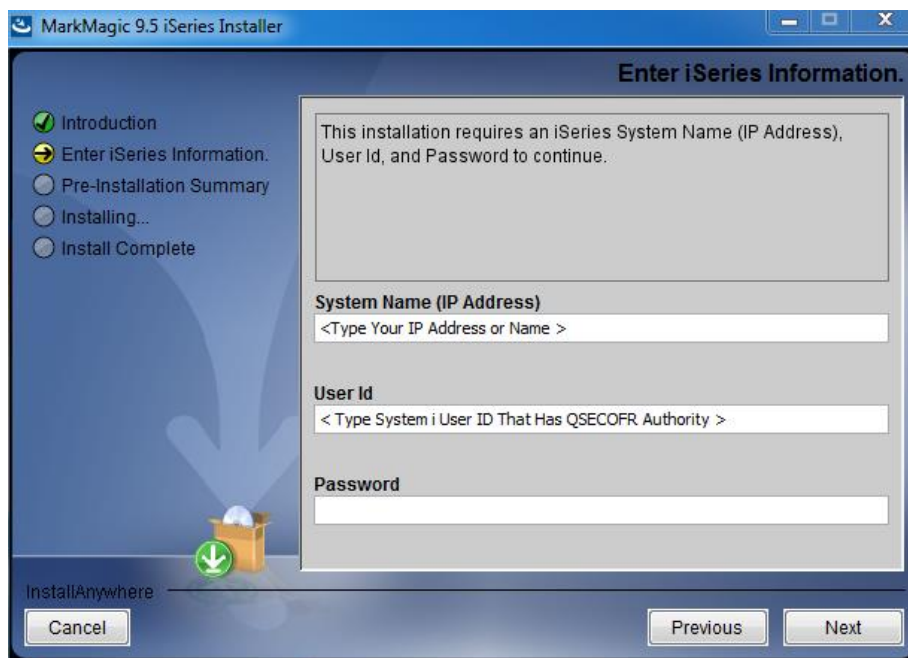 MarkMagic 9.5 iSeries Installer
Enter iSeries Information.
Introduction
Enter iSeries Information.
Pre-Installation Summary
Installing...
Install Complete
This installation requires an iSeries System Name (IP Address),
User Id, and Password to continue.
System Name (IP Address)
<Type Your IP Address or Name >
User Id
< Type System i User ID That Has QSECOFR Authority >
Password
InstallAnywhere
Cancel
Previous
Next